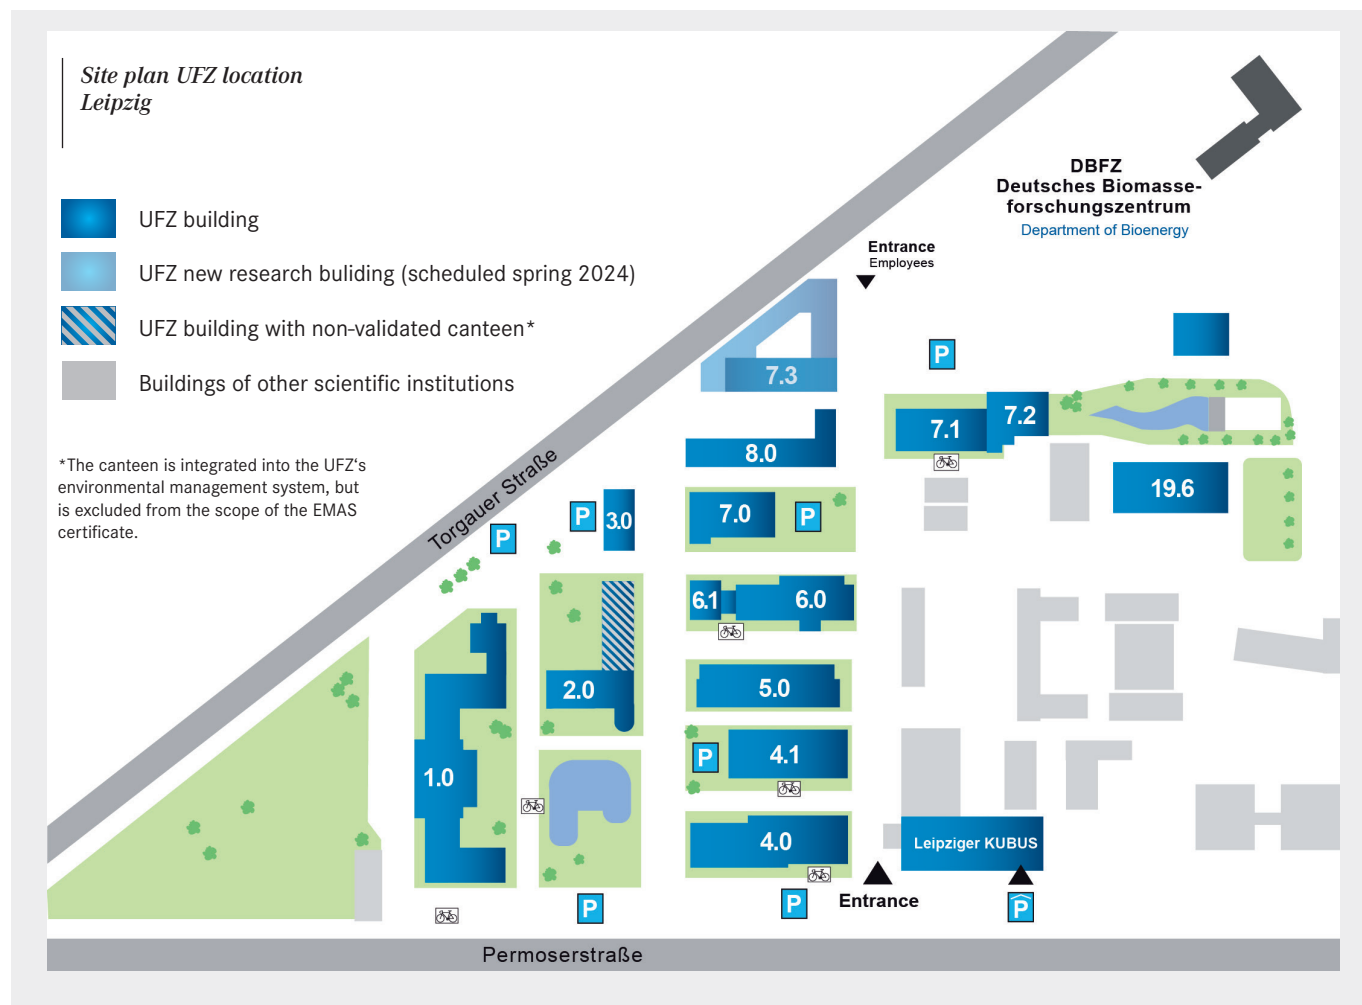 Site plan UFZ location
Leipzig
UFZ building
UFZ new research buliding (scheduled spring 2024)
UFZ building with non-validated canteen*
Buildings of other scientific institutions
*The canteen is integrated into the UFZ‘s
environmental management system, but
is excluded from the scope of the EMAS
certificate.
DBFZ
Deutsches Biomasse-
forschungszentrum
Department of Bioenergy
Entrance
Employees
Torgauer Straße
7.3
P
7.1
7.2
8.0
19.6
P
P
3.0
7.0
P
6.1
6.0
2.0
5.0
1.0
P
4.1
4.0
Leipziger KUBUS
P
P
Entrance
P
Permoserstraße